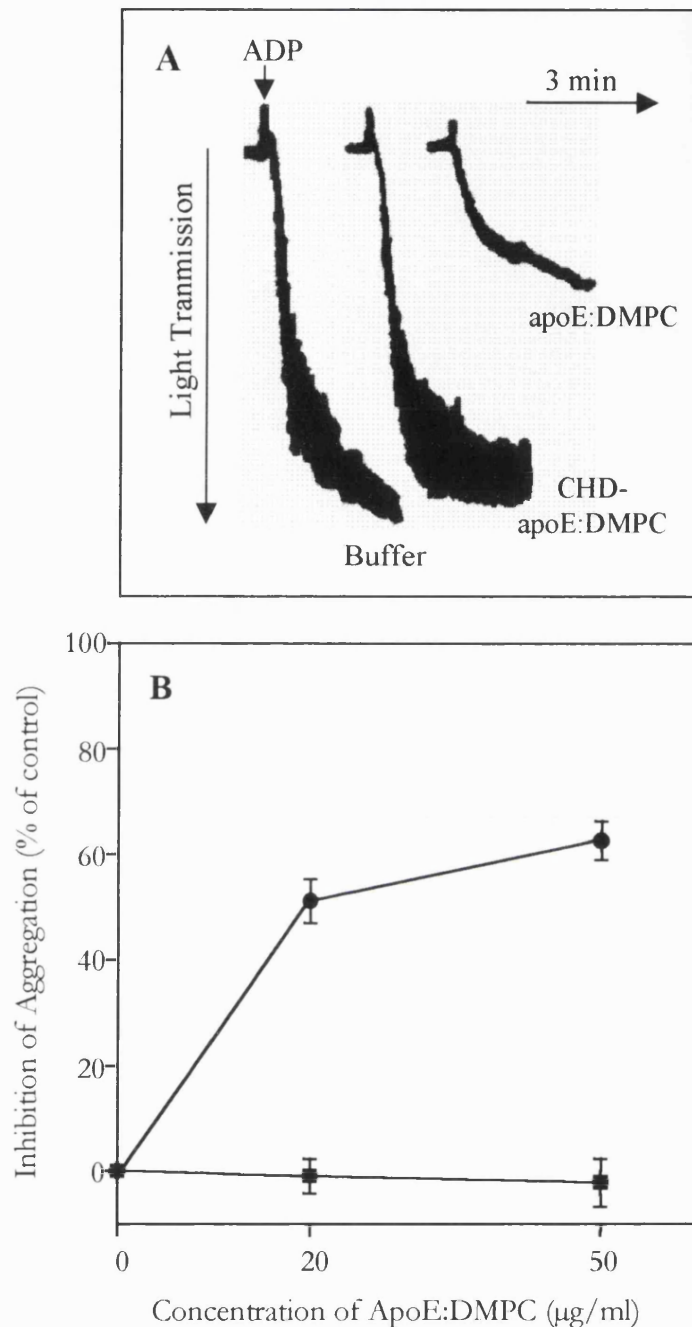 A
ADP
3 min
Light Tranmission
apoE:DMPC
CHD-
apoE:DMPC
Buffer
B
Inhibition of Aggregation (% of control)
100
80
60
40
20
0
0
20
50
Concentration of ApoE:DMPC (µg/ml)